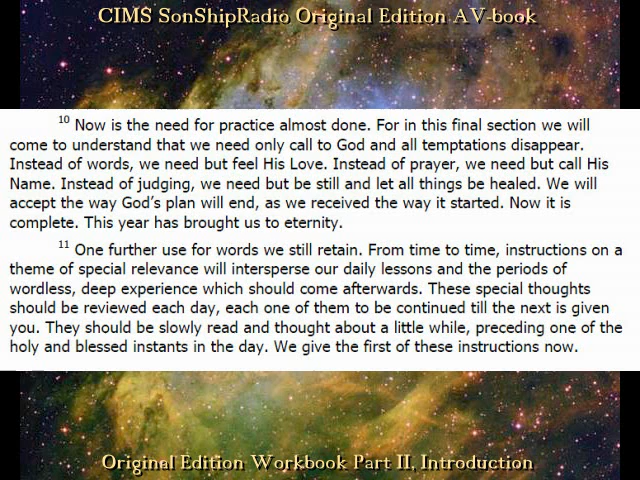 CIMS SonShipRadio Original Edition AV-book
10 Now is the need for practice almost done. For in this final section we will
come to understand that we need only call to God and all temptations disappear.
Instead of words, we need but feel His Love. Instead of prayer, we need but call His
Name. Instead of judging, we need but be still and let all things be healed. We will
accept the way God's plan will end, as we received the way it started. Now it is
complete. This year has brought us to eternity.
11 One further use for words we still retain. From time to time, instructions on a
theme of special relevance will intersperse our daily lessons and the periods of
wordless, deep experience which should come afterwards. These special thoughts
should be reviewed each day, each one of them to be continued till the next is given
you. They should be slowly read and thought about a little while, preceding one of the
holy and blessed instants in the day. We give the first of these instructions now.
Original Edition Workbook Part II, Introduction